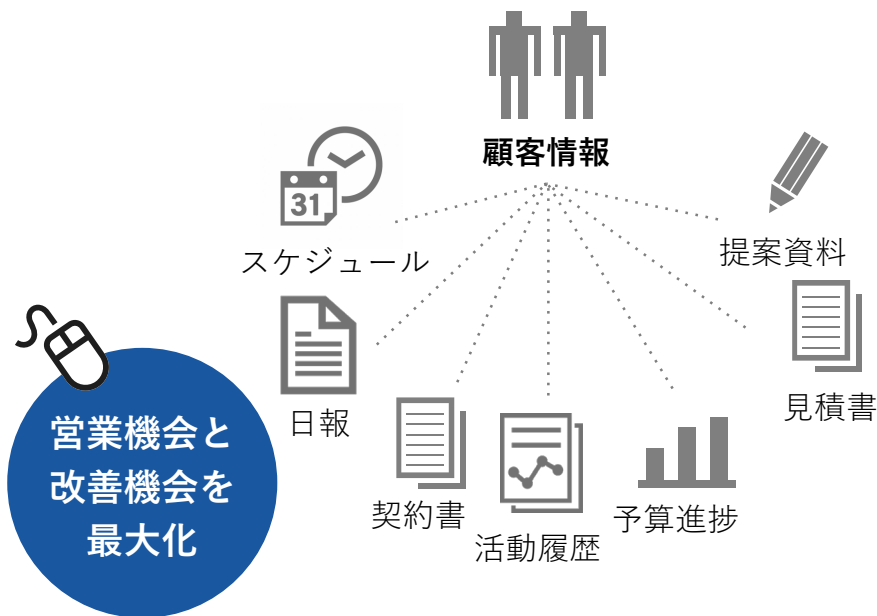 顧客情報
31
スケジュール
提案資料
日報
見積書
契約書
活動履歴
予算進捗
営業機会と
改善機会を
最大化